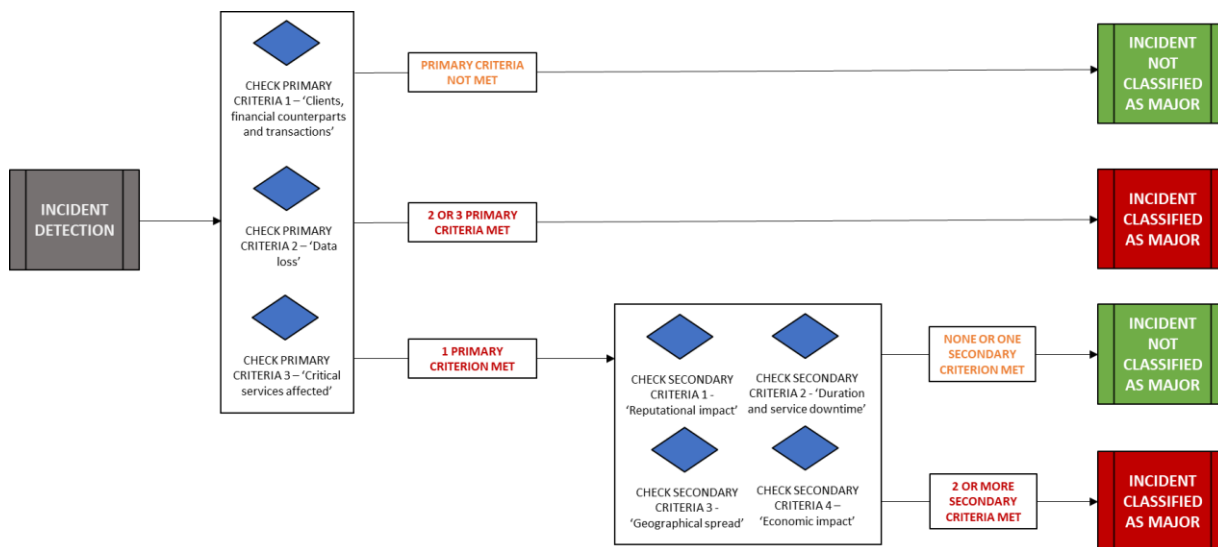 INCIDENT
DETECTION
CHECK PRIMARY
CRITERIA 1 – ‘Clients,
financial counterparts
and transactions’
CHECK PRIMARY
CRITERIA 2 – ‘Data
loss’
CHECK PRIMARY
CRITERIA 3 – ‘Critical
services affected’
PRIMARY CRITERIA
NOT MET
INCIDENT
NOT
CLASSIFIED
AS MAJOR
2 OR 3 PRIMARY
CRITERIA MET
INCIDENT
CLASSIFIED
AS MAJOR
1 PRIMARY
CRITERION MET
CHECK SECONDARY
CRITERIA 1 -
‘Reputational impact’
CHECK SECONDARY
CRITERIA 2 - ‘Duration
and service downtime’
CHECK SECONDARY
CRITERIA 3 -
‘Geographical spread’
CHECK SECONDARY
CRITERIA 4 –
‘Economic impact’
NONE OR ONE
SECONDARY
CRITERION MET
INCIDENT
NOT
CLASSIFIED
AS MAJOR
2 OR MORE
SECONDARY
CRITERIA MET
INCIDENT
CLASSIFIED
AS MAJOR